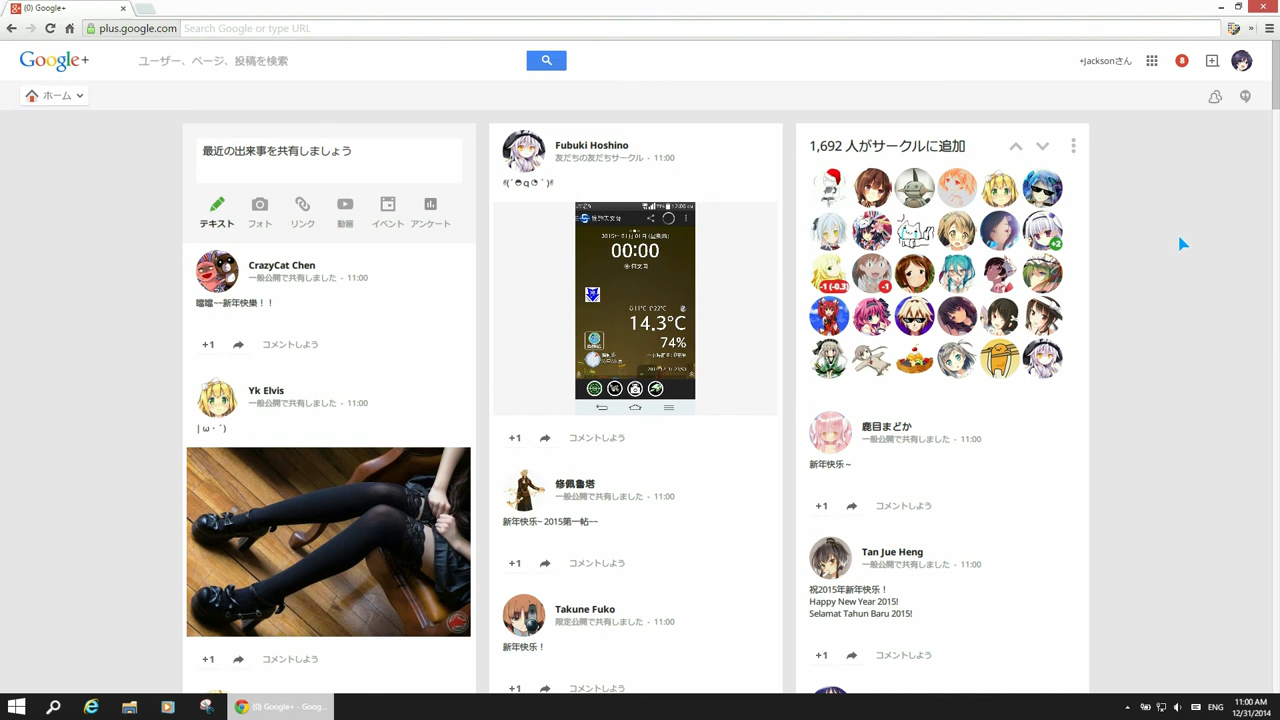 (0) Google+
plus.google.com
Search Google or type URL
Google+
ユーザー、ページ、投稿を検索
+Jacksonさん
8
ホーム
最近の出来事を共有しましょう
テキスト
フォト
リンク
動画
イベント
アンケート
CrazyCat Chen
一般公開で共有しました - 11:00
噹噹~~新年快樂！！
+1
コメントしよう
Yk Elvis
一般公開で共有しました - 11:00
|ω・´)
+1
コメントしよう
Fubuki Hoshino
友だちの友だちサークル - 11:00
00:00
14.3°C
74%
+1
コメントしよう
修佩魯塔
一般公開で共有しました - 11:00
新年快乐~ 2015第一帖~~
+1
コメントしよう
Takune Fuko
限定公開で共有しました - 11:00
新年快乐！
+1
コメントしよう
1,692 人がサークルに追加
+2
-1 (-0.3)
-1
鹿目まどか
一般公開で共有しました - 11:00
新年快乐～
+1
コメントしよう
Tan Jue Heng
一般公開で共有しました - 11:00
祝2015年新年快乐！
Happy New Year 2015!
Selamat Tahun Baru 2015!
+1
コメントしよう
(0) Google+ - Goog...
ENG
11:00 AM
12/31/2014